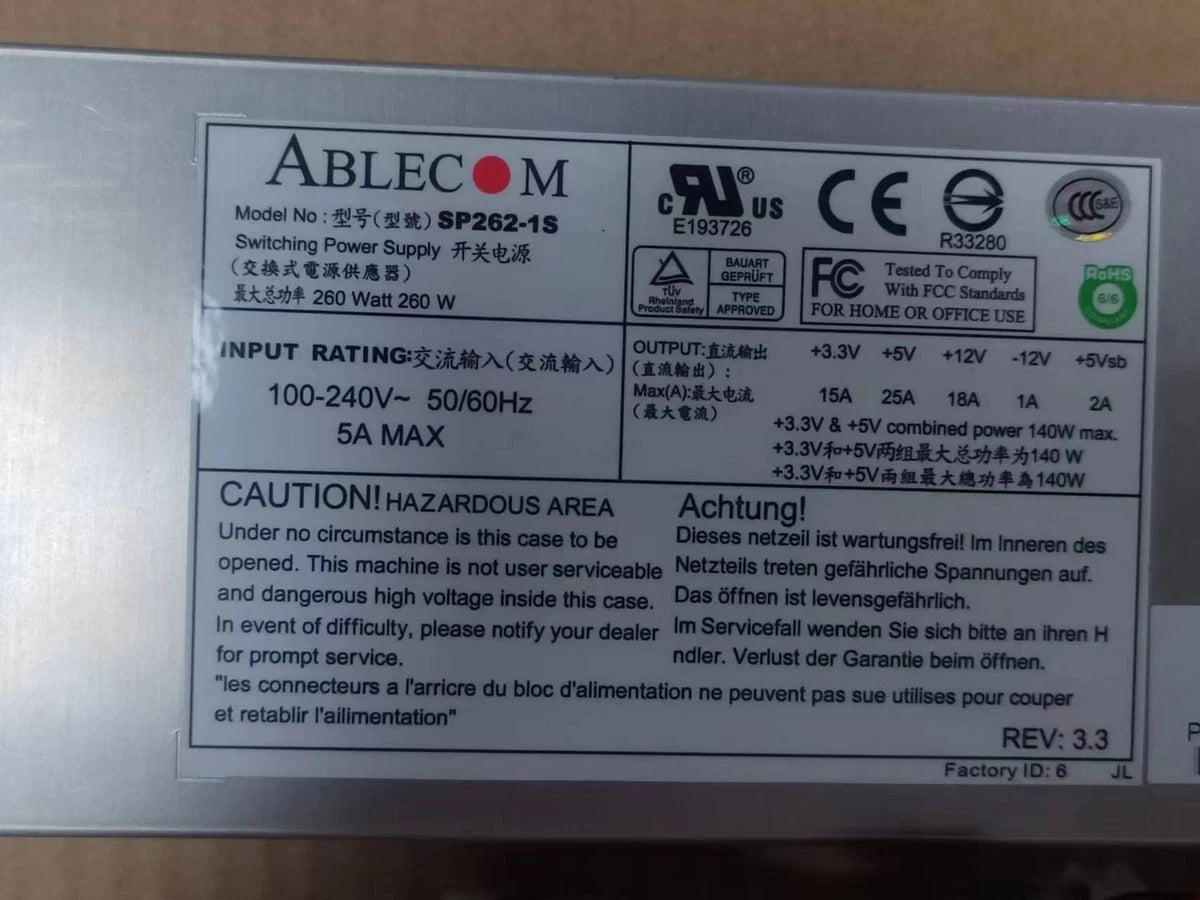 ABLECOM
Model No : 型号(型號) SP262-1S
Switching Power Supply 开关电源
(交換式電源供應器)
最大总功率 260 Watt 260 W
c RU ® US
E193726
CE
R33280
CCC S&E
TÜV
Rheinland
Product Safety
BAUART
GEPRÜFT
TYPE
APPROVED
FC Tested To Comply
With FCC Standards
FOR HOME OR OFFICE USE
RoHS
6/6
COMPLIANT
INPUT RATING:交流输入(交流輸入)
100-240V~ 50/60Hz
5A MAX
OUTPUT:直流输出 +3.3V +5V +12V -12V +5Vsb
(直流輸出) :
Max(A):最大电流 15A 25A 18A 1A 2A
(最大電流)
+3.3V & +5V combined power 140W max.
+3.3V和+5V两组最大总功率为140 W
+3.3V和+5V兩組最大總功率為140W
CAUTION! HAZARDOUS AREA
Under no circumstance is this case to be
opened. This machine is not user serviceable
and dangerous high voltage inside this case.
In event of difficulty, please notify your dealer
for prompt service.
Achtung!
Dieses netzeil ist wartungsfrei! Im Inneren des
Netzteils treten gefährliche Spannungen auf.
Das öffnen ist levensgefährlich.
Im Servicefall wenden Sie sich bitte an ihren H
ndler. Verlust der Garantie beim öffnen.
"les connecteurs a l'arricre du bloc d'alimentation ne peuvent pas sue utilises pour couper
et retablir l'ailimentation"
REV: 3.3
Factory ID: 6 JL